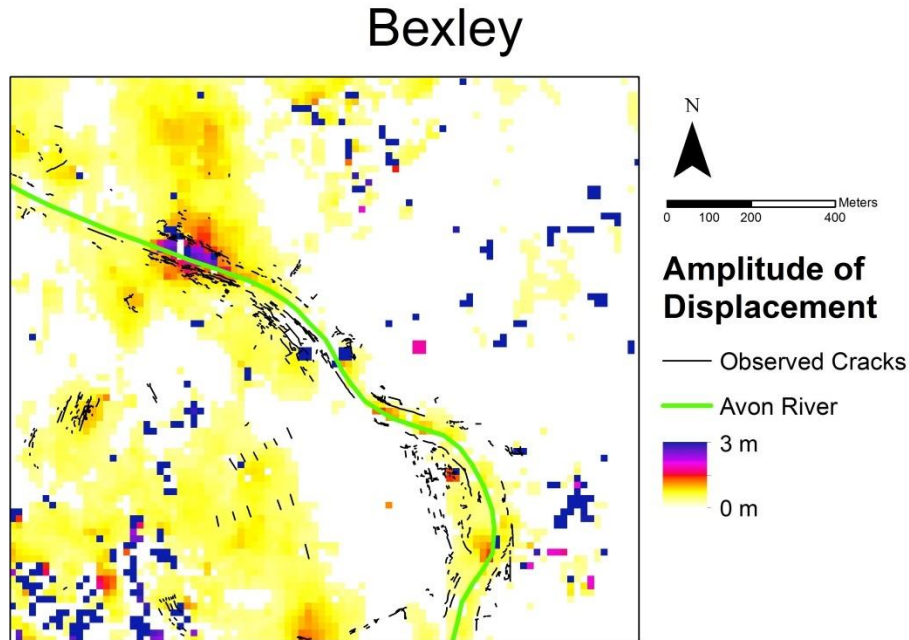 Bexley
N
Meters
0 100 200 400
Amplitude of
Displacement
Observed Cracks
Avon River
3 m
0 m